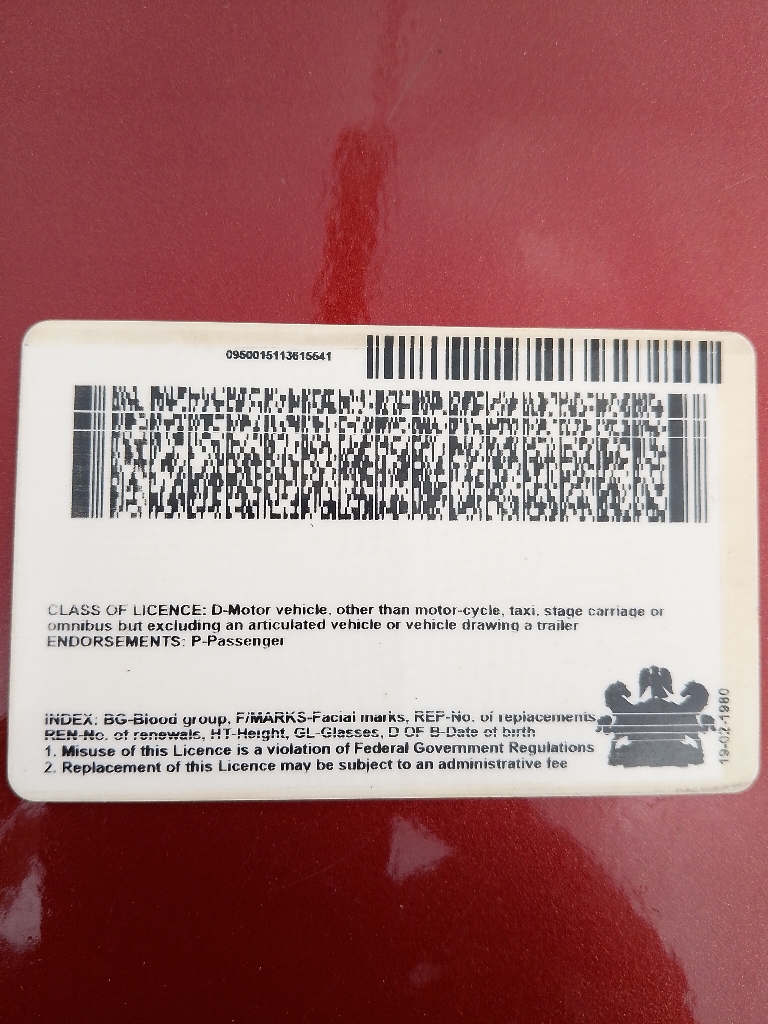 0950015113615641
CLASS OF LICENCE: D-Motor vehicle, other than motor-cycle, taxi, stage carriage or
omnibus but excluding an articulated vehicle or vehicle drawing a trailer
ENDORSEMENTS: P-Passenger
INDEX: BG-Blood group, F/MARKS-Facial marks, REP-No. of replacements,
REN-No. of renewals, HT-Height, GL-Glasses, D OF B-Date of birth
1. Misuse of this Licence is a violation of Federal Government Regulations
2. Replacement of this Licence may be subject to an administrative fee
19-02-1980